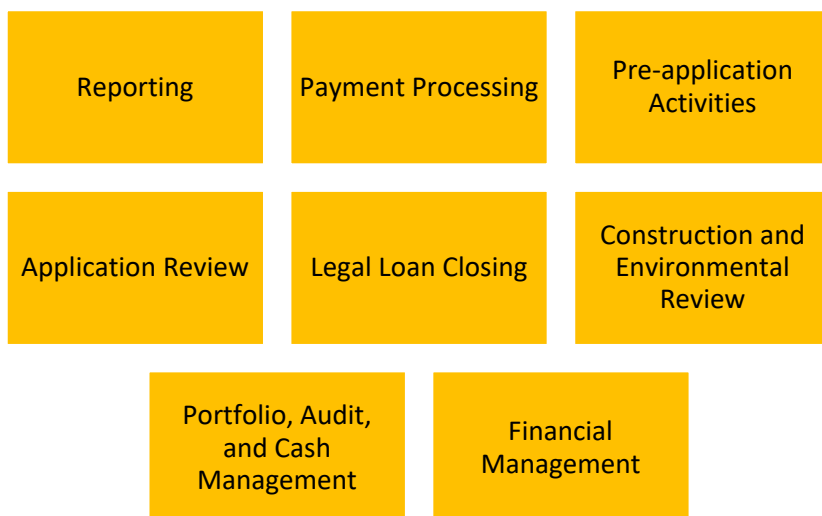 Reporting
Payment Processing
Pre-application
Activities
Application Review
Legal Loan Closing
Construction and
Environmental
Review
Portfolio, Audit,
and Cash
Management
Financial
Management